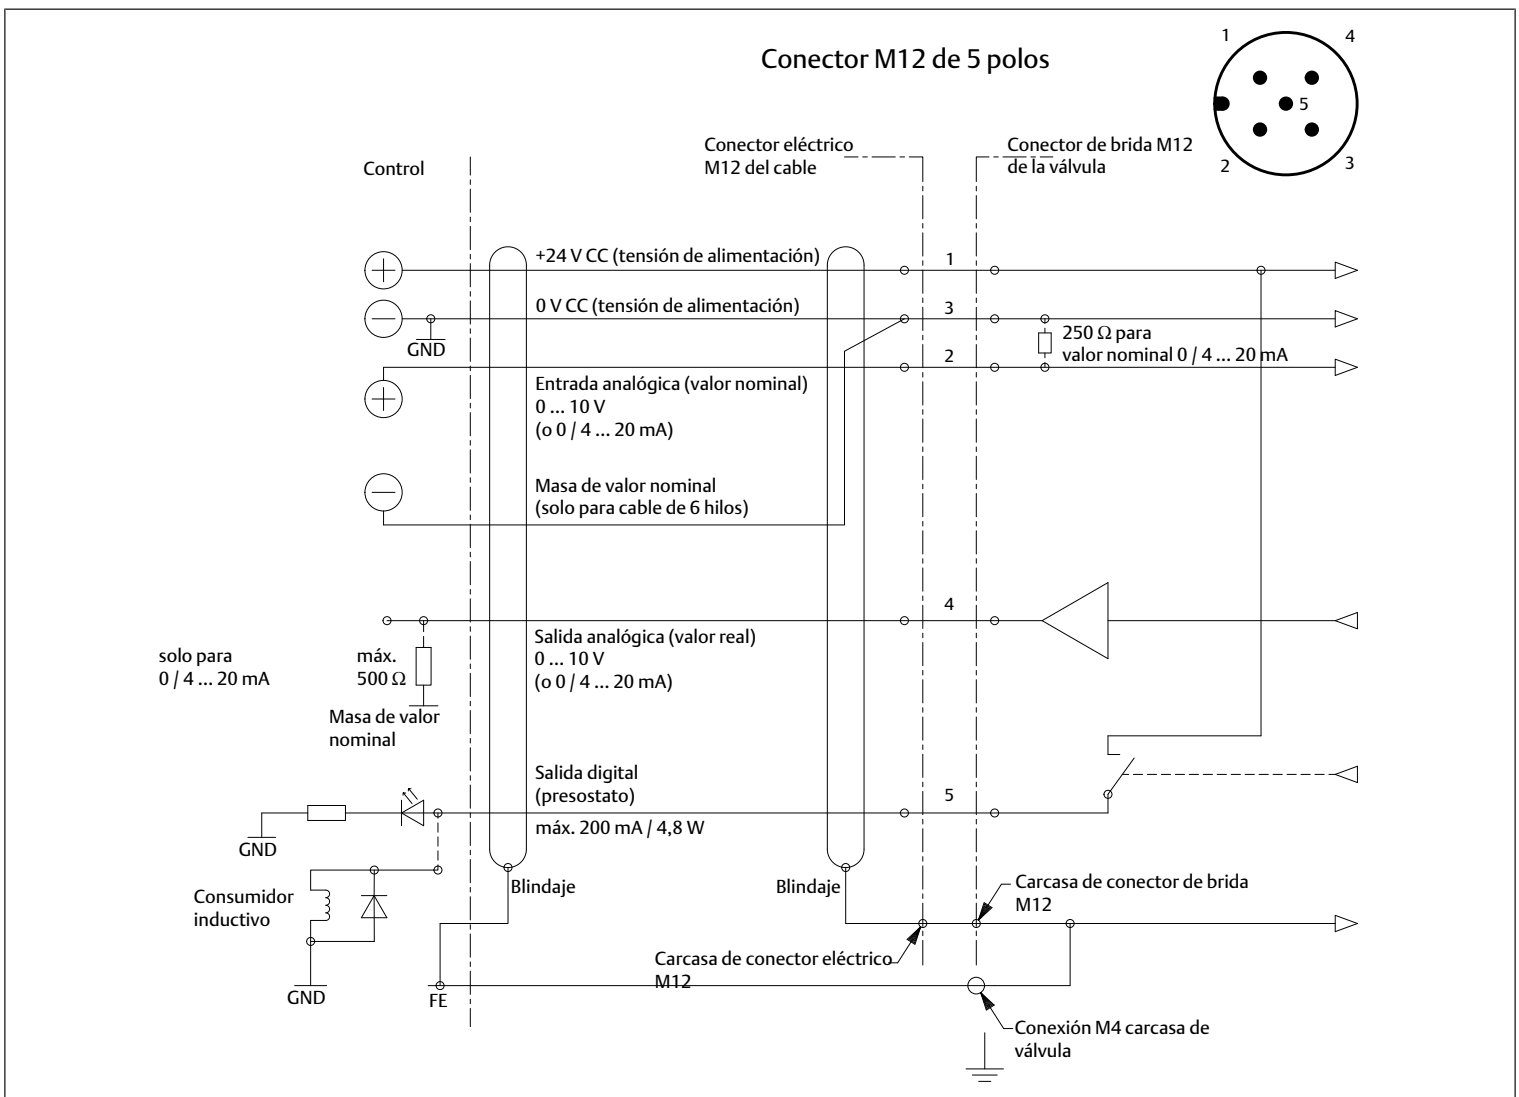 Conector M12 de 5 polos
1
4
5
2
3
Control
Conector eléctrico
M12 del cable
Conector de brida M12
de la válvula
+24 V CC (tensión de alimentación)
1
0 V CC (tensión de alimentación)
3
GND
250 Ω para
valor nominal 0 / 4 ... 20 mA
2
Entrada analógica (valor nominal)
0 ... 10 V
(o 0 / 4 ... 20 mA)
Masa de valor nominal
(solo para cable de 6 hilos)
4
Salida analógica (valor real)
0 ... 10 V
(o 0 / 4 ... 20 mA)
solo para
0 / 4 ... 20 mA
máx.
500 Ω
Masa de valor
nominal
Salida digital
(presostato)
5
máx. 200 mA / 4,8 W
GND
Consumidor
inductivo
GND
Blindaje
Blindaje
Carcasa de conector de brida
M12
Carcasa de conector eléctrico
M12
FE
Conexión M4 carcasa de
válvula